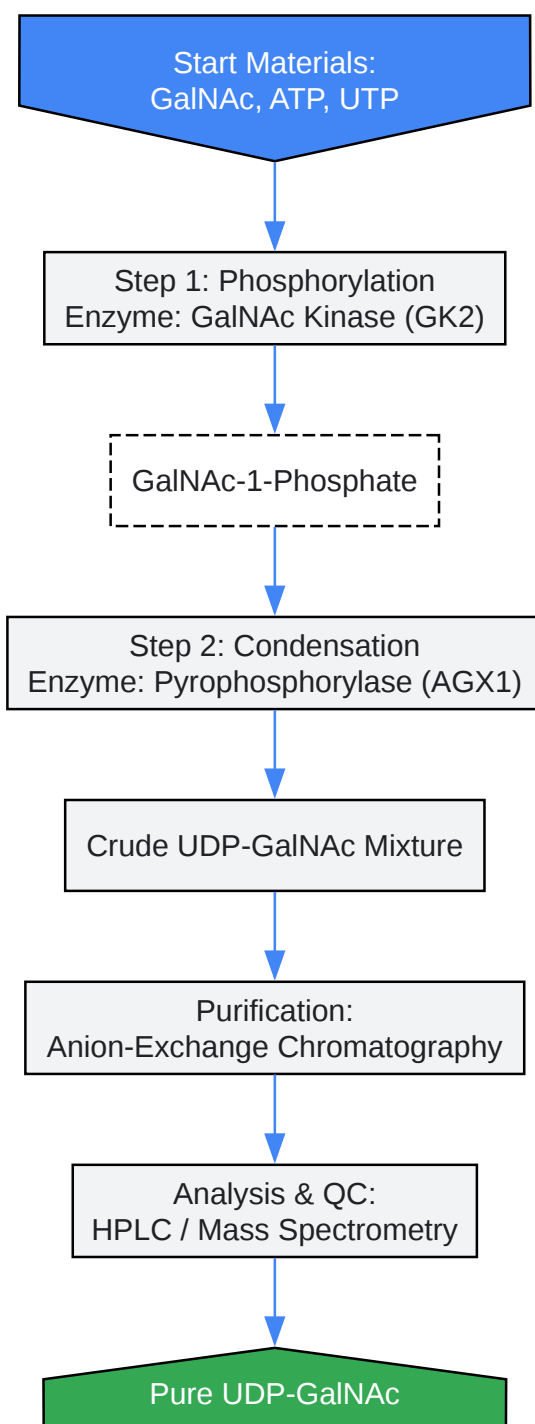 Start Materials:
GalNAc, ATP, UTP
Step 1: Phosphorylation
Enzyme: GalNAc Kinase (GK2)
GalNAc-1-Phosphate
Step 2: Condensation
Enzyme: Pyrophosphorylase (AGX1)
Crude UDP-GalNAc Mixture
Purification:
Anion-Exchange Chromatography
Analysis & QC:
HPLC / Mass Spectrometry
Pure UDP-GalNAc